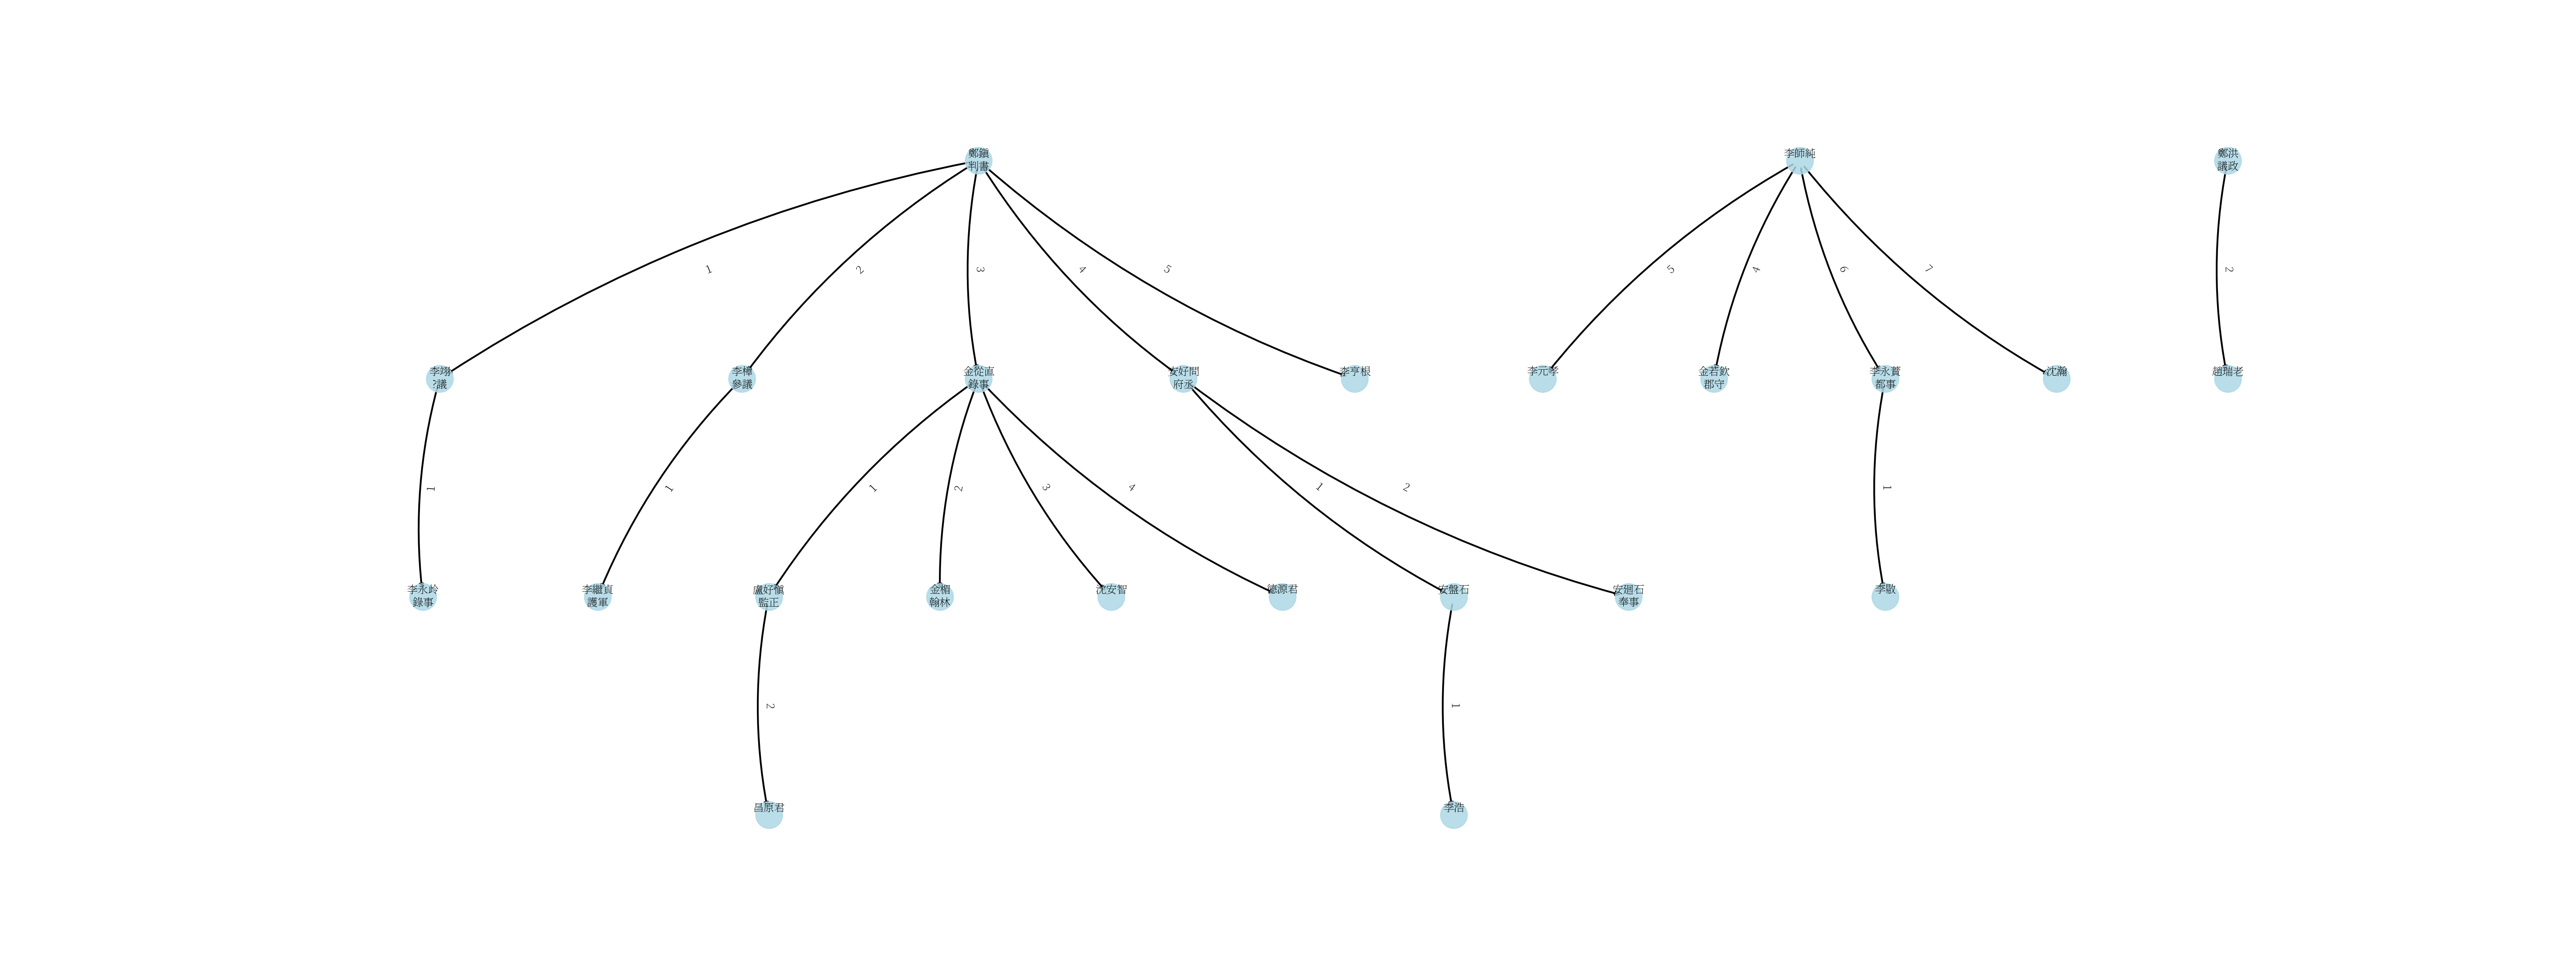 鄭鎭
判書
李師純
鄭洪
議政
1
2
3
4
5
5
4
6
7
2
李翊
?議
李樟
參議
金從直
錄事
安好問
府丞
李亨根
李元孝
金若欽
郡守
李永蕡
都事
沈瀚
趙瑞老
1
1
1
2
3
4
1
2
1
李永齡
錄事
李繼貞
護軍
盧好愼
監正
金楣
翰林
沈安智
德源君
安盤石
安廻石
奉事
李敭
2
1
昌原君
李浩